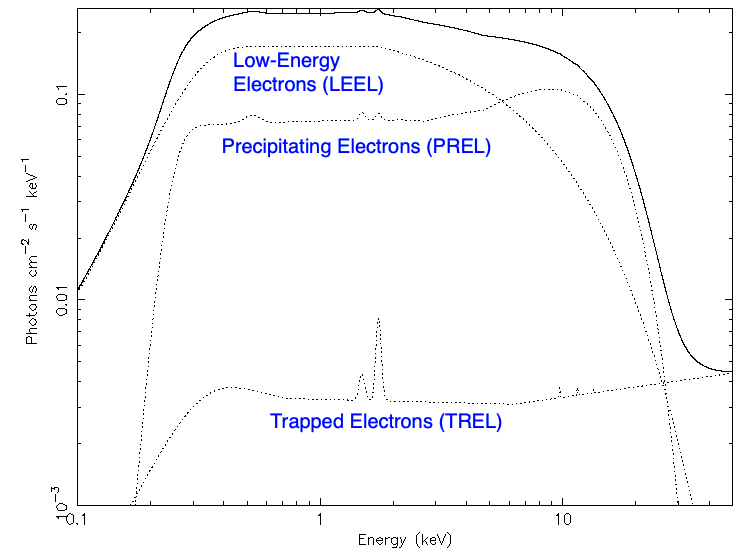 Low-Energy
Electrons (LEEL)
Precipitating Electrons (PREL)
Trapped Electrons (TREL)
Photons cm⁻² s⁻¹ keV⁻¹
0.1
0.01
10⁻³
0.1
1
10
Energy (keV)